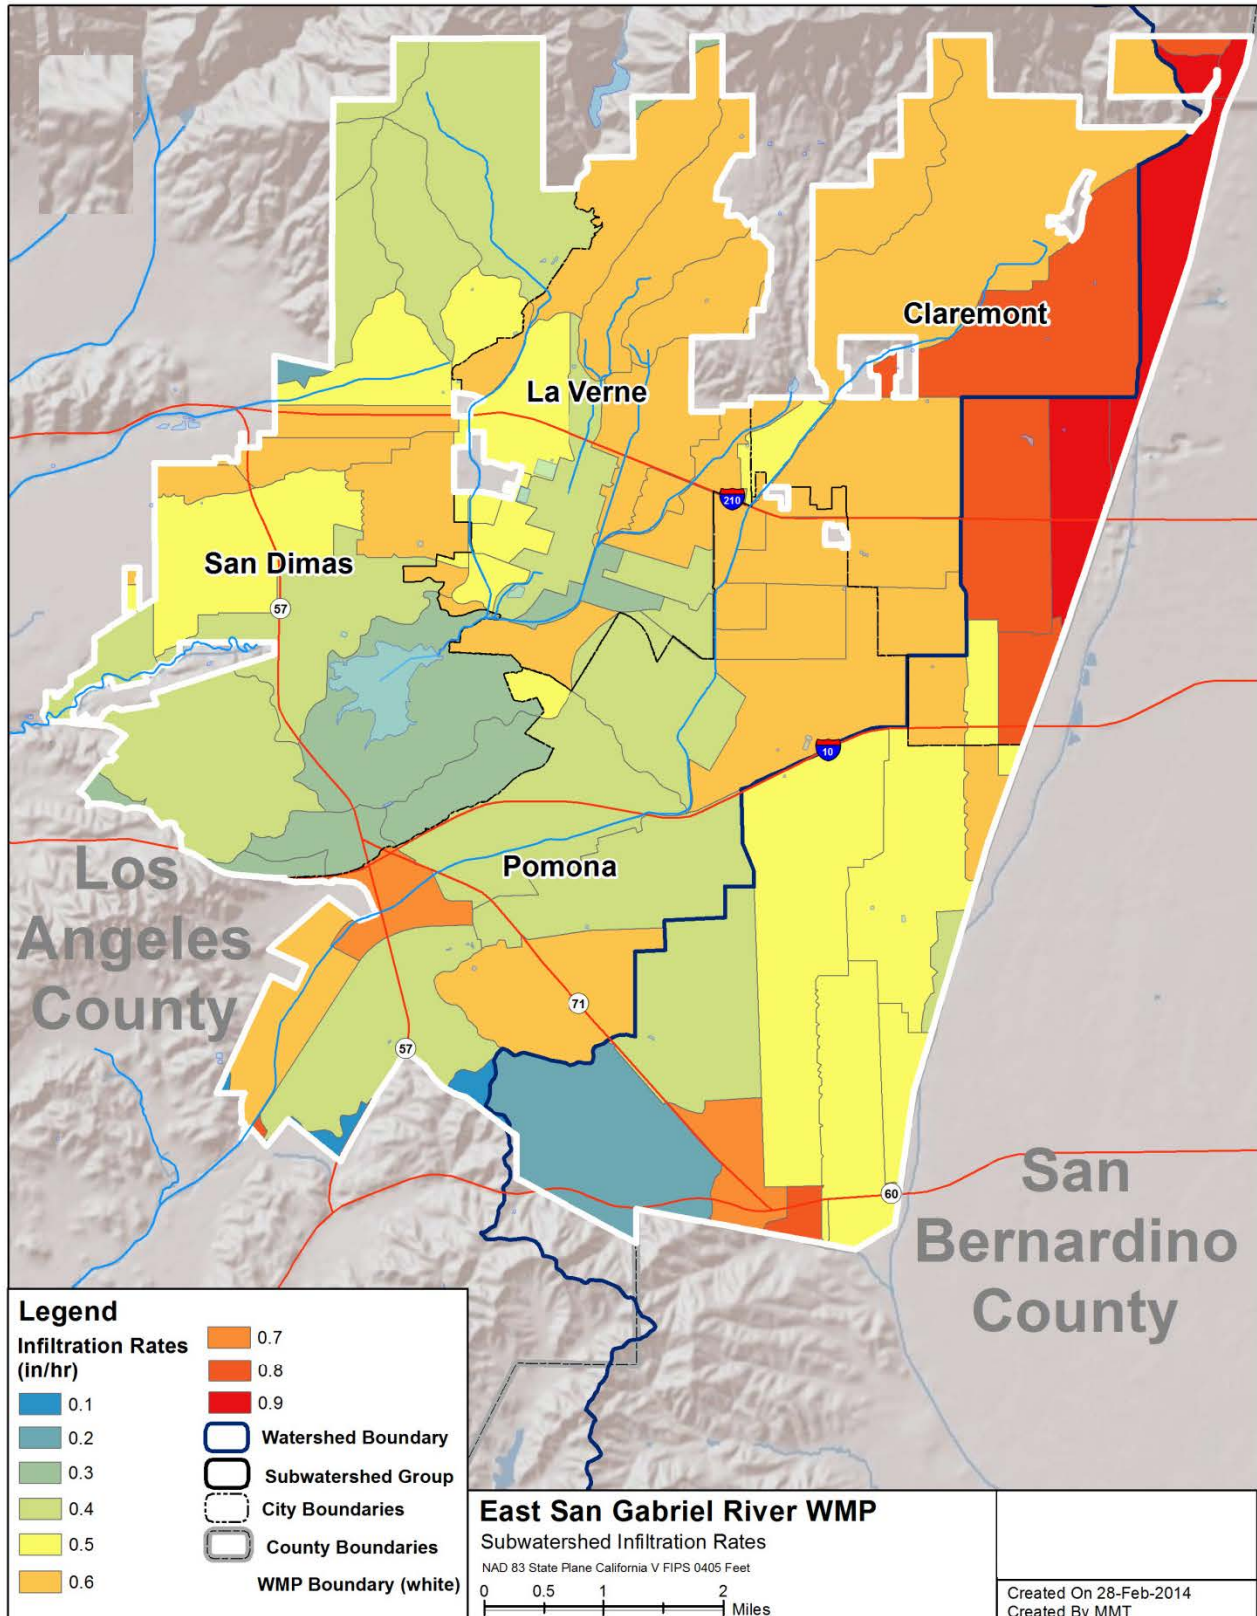 Claremont
La Verne
210
San Dimas
57
10
Pomona
Los
Angeles
County
71
57
San
Bernardino
County
60
Legend
Infiltration Rates
(in/hr)
0.1
0.2
0.3
0.4
0.5
0.6
0.7
0.8
0.9
Watershed Boundary
Subwatershed Group
City Boundaries
County Boundaries
WMP Boundary (white)
East San Gabriel River WMP
Subwatershed Infiltration Rates
NAD 83 State Plane California V FIPS 0405 Feet
0 0.5 1 2
Miles
Created On 28-Feb-2014
Created By MMT